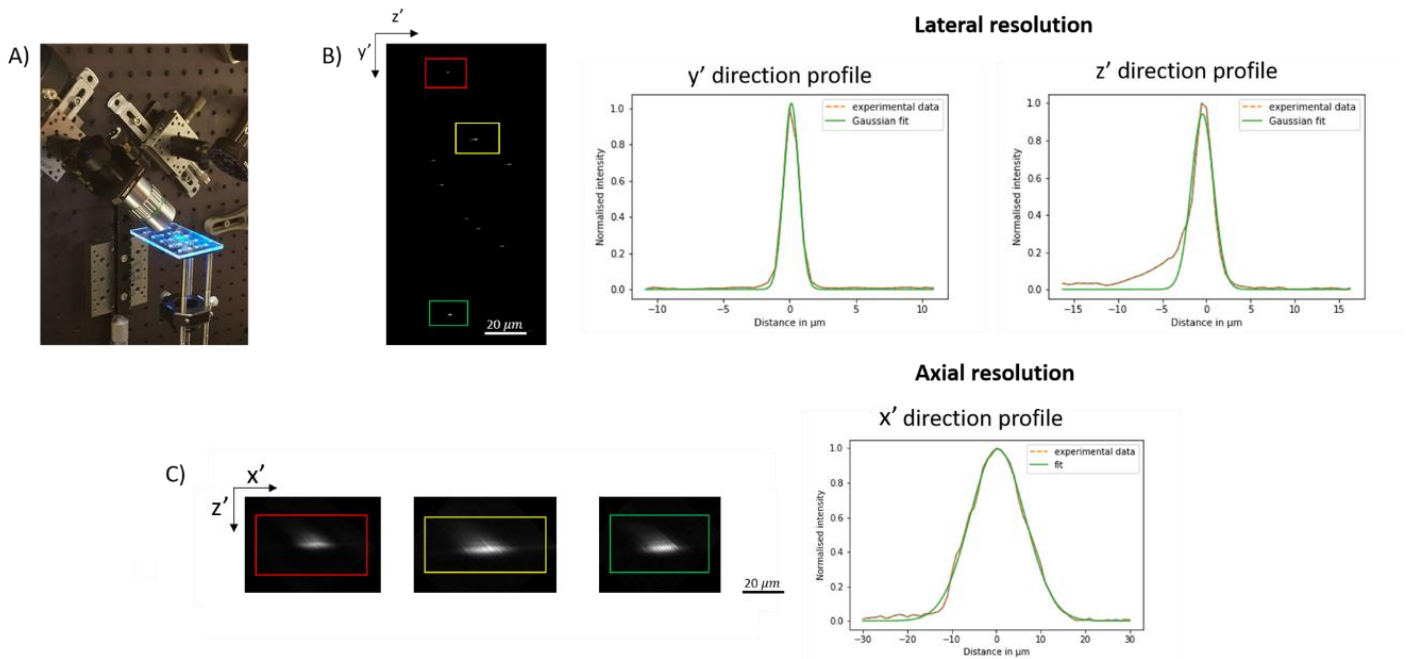 Lateral resolution
A)
B)
z’
y’
20 μm
y’ direction profile
experimental data
Gaussian fit
Normalised intensity
1.0
0.8
0.6
0.4
0.2
0.0
−10
−5
0
5
10
Distance in μm
z’ direction profile
experimental data
Gaussian fit
Normalised intensity
1.0
0.8
0.6
0.4
0.2
0.0
−15
−10
−5
0
5
10
15
Distance in μm
Axial resolution
C)
x’
z’
20 μm
x’ direction profile
experimental data
fit
Normalised intensity
1.0
0.8
0.6
0.4
0.2
0.0
−30
−20
−10
0
10
20
30
Distance in μm